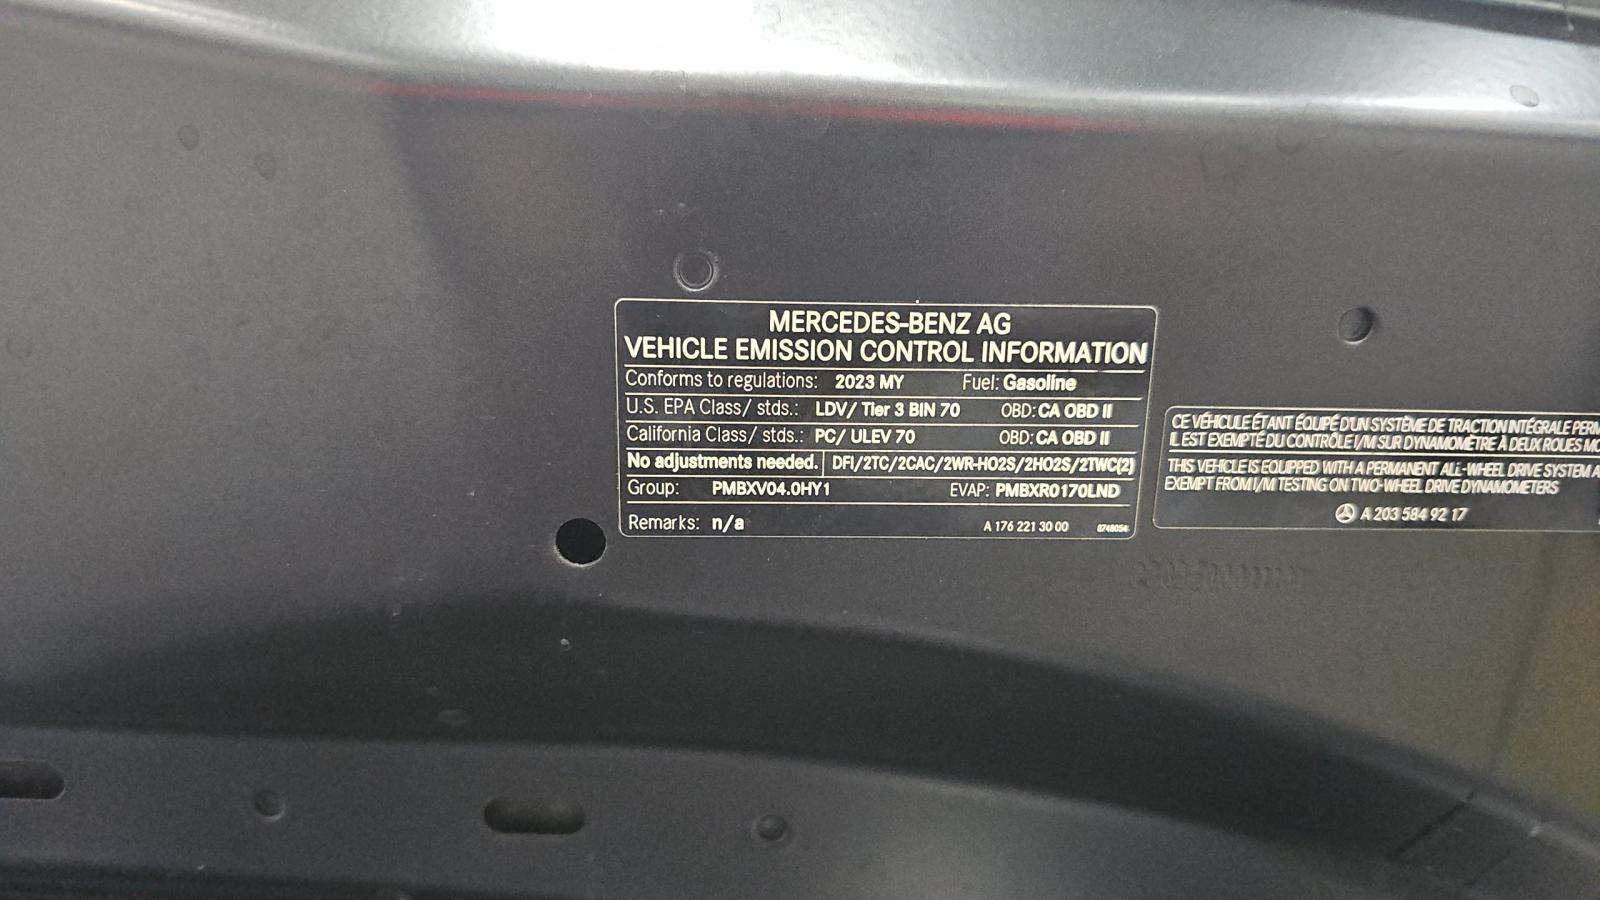 MERCEDES-BENZ AG
VEHICLE EMISSION CONTROL INFORMATION
Conforms to regulations: 2023 MY Fuel: Gasoline
U.S. EPA Class/ stds.: LDV/ Tier 3 BIN 70 OBD: CA OBD II
California Class/ stds.: PC/ ULEV 70 OBD: CA OBD II
No adjustments needed. DFI/2TC/2CAC/2WR-HO2S/2HO2S/2TWC(2)
Group: PMBXV04.0HY1 EVAP: PMBXR0170LND
Remarks: n/a A 176 221 30 00
CE VÉHICULE ÉTANT ÉQUIPÉ D'UN SYSTÈME DE TRACTION INTÉGRALE PERM
IL EST EXEMPTÉ DU CONTRÔLE I/M SUR DYNAMOMÈTRE À DEUX ROUES MO
THIS VEHICLE IS EQUIPPED WITH A PERMANENT ALL-WHEEL DRIVE SYSTEM A
EXEMPT FROM I/M TESTING ON TWO-WHEEL DRIVE DYNAMOMETERS
A 203 584 92 17